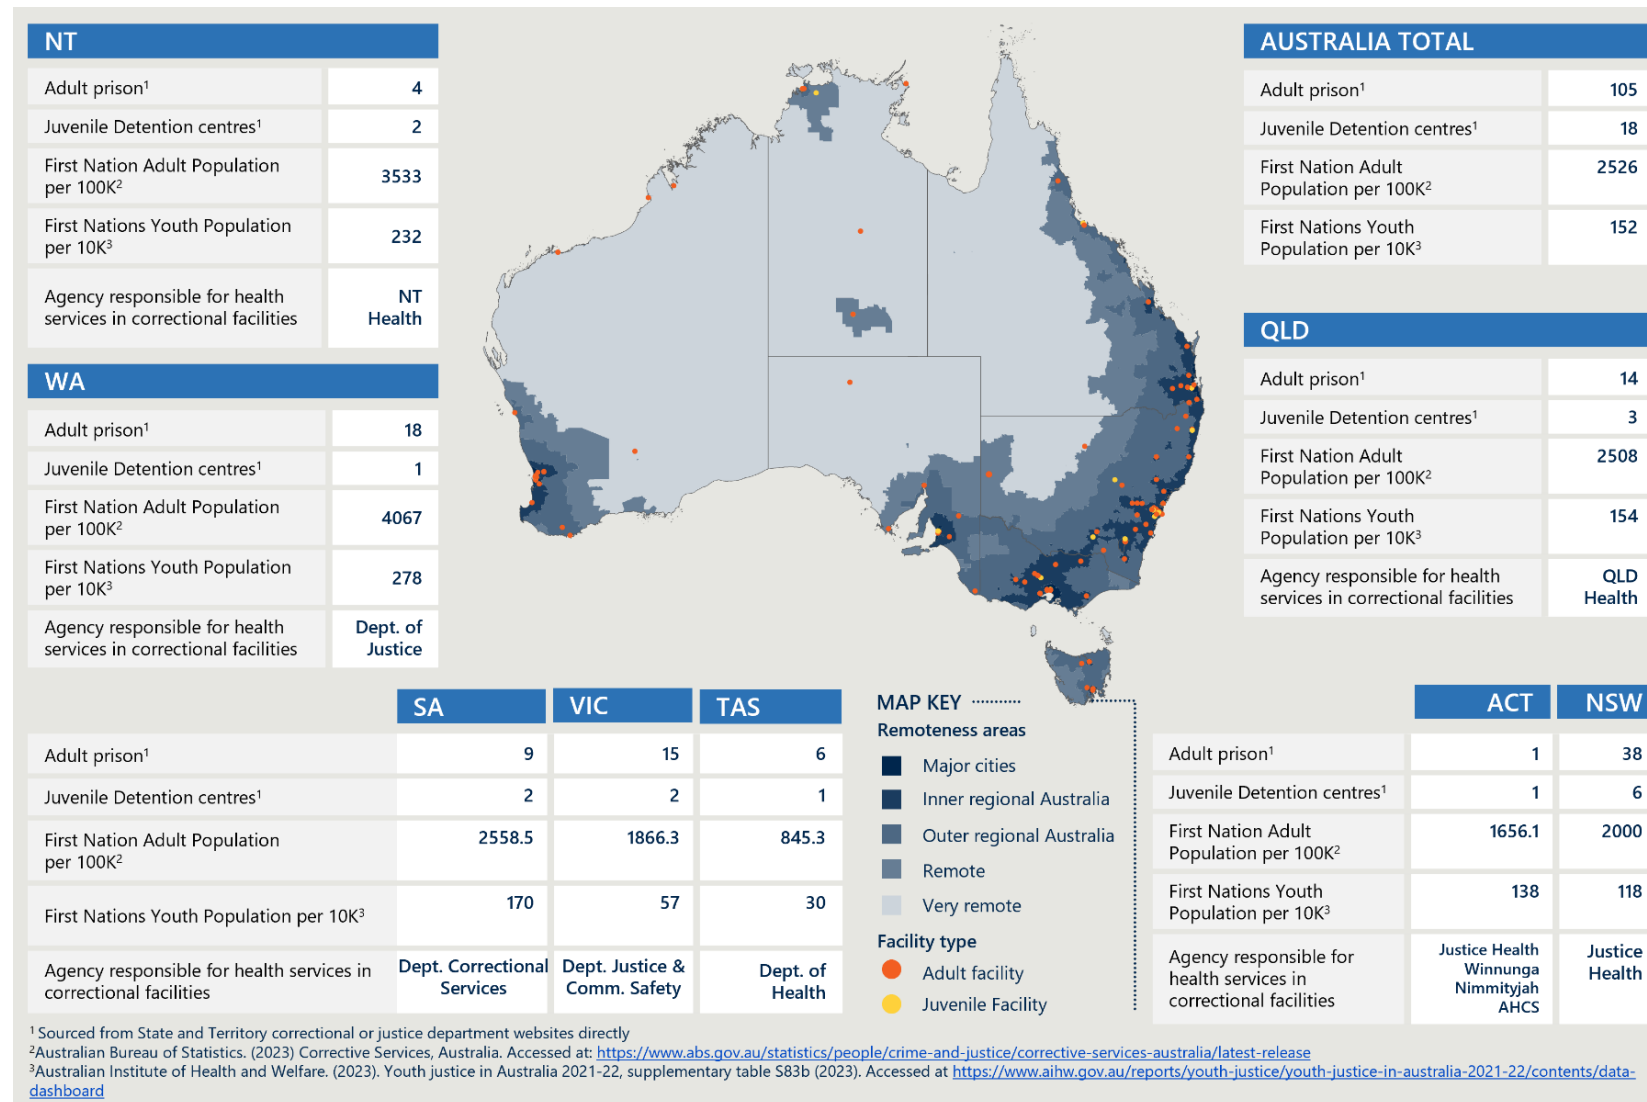 NT
Adult prison¹ 4
Juvenile Detention centres¹ 2
First Nation Adult Population
per 100K² 3533
First Nations Youth Population
per 10K³ 232
Agency responsible for health
services in correctional facilities
NT
Health
WA
Adult prison¹ 18
Juvenile Detention centres¹ 1
First Nation Adult Population
per 100K² 4067
First Nations Youth Population
per 10K³ 278
Agency responsible for health
services in correctional facilities
Dept. of
Justice
AUSTRALIA TOTAL
Adult prison¹ 105
Juvenile Detention centres¹ 18
First Nation Adult 2526
Population per 100K²
First Nations Youth 152
Population per 10K³
QLD
Adult prison¹ 14
Juvenile Detention centres¹ 3
First Nation Adult 2508
Population per 100K²
First Nations Youth 154
Population per 10K³
Agency responsible for health
services in correctional facilities
QLD
Health
SA VIC TAS
Adult prison¹ 9 15 6
Juvenile Detention centres¹ 2 2 1
First Nation Adult Population 2558.5 1866.3 845.3
per 100K²
First Nations Youth Population per 10K³ 170 57 30
Agency responsible for health services in
correctional facilities
Dept. Correctional
Services
Dept. Justice &
Comm. Safety
Dept. of
Health
MAP KEY
Remoteness areas
Major cities
Inner regional Australia
Outer regional Australia
Remote
Very remote
Facility type
Adult facility
Juvenile Facility
ACT NSW
Adult prison¹ 1 38
Juvenile Detention centres¹ 1 6
First Nation Adult 1656.1 2000
Population per 100K²
First Nations Youth 138 118
Population per 10K³
Agency responsible for
health services in
correctional facilities
Justice Health
Winnunga
Nimmityjah
AHCS
Justice
Health
¹ Sourced from State and Territory correctional or justice department websites directly
²Australian Bureau of Statistics. (2023) Corrective Services, Australia. Accessed at: https://www.abs.gov.au/statistics/people/crime-and-justice/corrective-services-australia/latest-release
³Australian Institute of Health and Welfare. (2023). Youth justice in Australia 2021-22, supplementary table S83b (2023). Accessed at https://www.aihw.gov.au/reports/youth-justice/youth-justice-in-australia-2021-22/contents/data-
dashboard